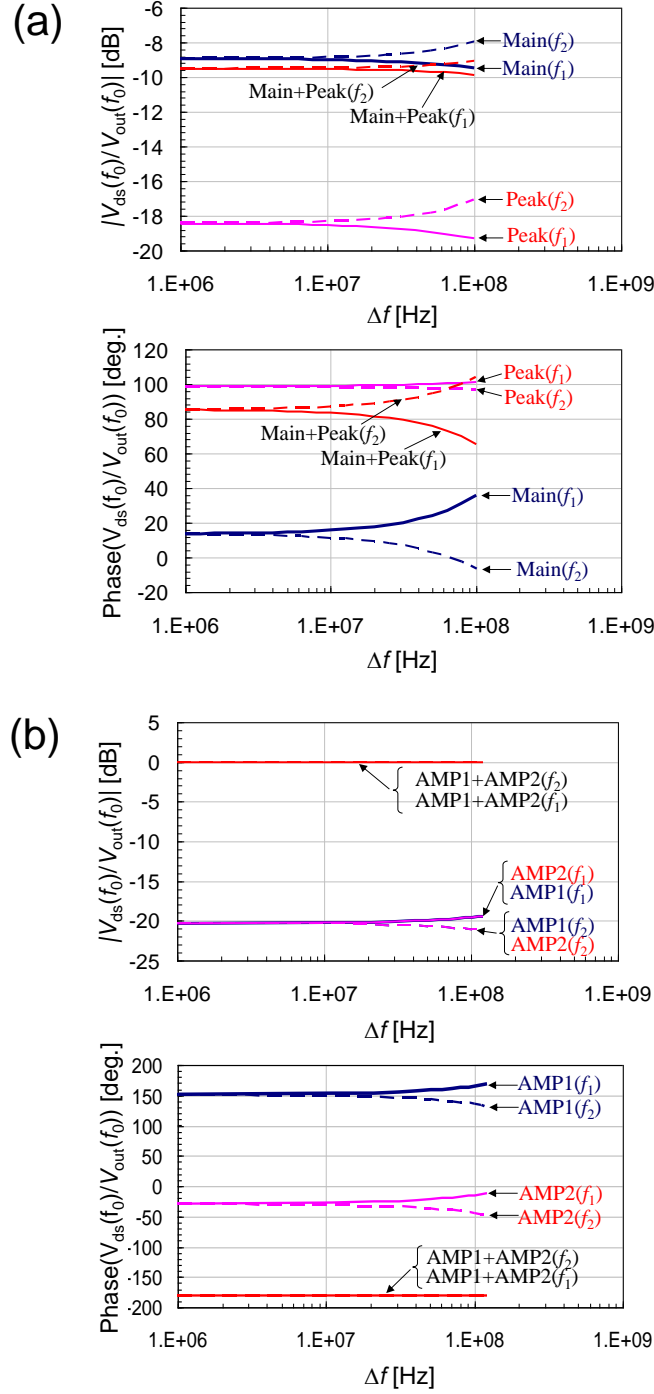 (a)
|Vds(f0)/Vout(f0)| [dB]
-6
-8
-10
-12
-14
-16
-18
-20
Main(f2)
Main(f1)
Main+Peak(f2)
Main+Peak(f1)
Peak(f2)
Peak(f1)
1.E+06 1.E+07 1.E+08 1.E+09
Δf [Hz]
Phase(Vds(f0)/Vout(f0)) [deg.]
120
100
80
60
40
20
0
-20
Peak(f1)
Peak(f2)
Main+Peak(f2)
Main+Peak(f1)
Main(f1)
Main(f2)
1.E+06 1.E+07 1.E+08 1.E+09
Δf [Hz]
(b)
|Vds(f0)/Vout(f0)| [dB]
5
0
-5
-10
-15
-20
-25
AMP1+AMP2(f2)
AMP1+AMP2(f1)
AMP2(f1)
AMP1(f1)
AMP1(f2)
AMP2(f2)
1.E+06 1.E+07 1.E+08 1.E+09
Δf [Hz]
Phase(Vds(f0)/Vout(f0)) [deg.]
200
150
100
50
0
-50
-100
-150
-200
AMP1(f1)
AMP1(f2)
AMP2(f1)
AMP2(f2)
AMP1+AMP2(f2)
AMP1+AMP2(f1)
1.E+06 1.E+07 1.E+08 1.E+09
Δf [Hz]